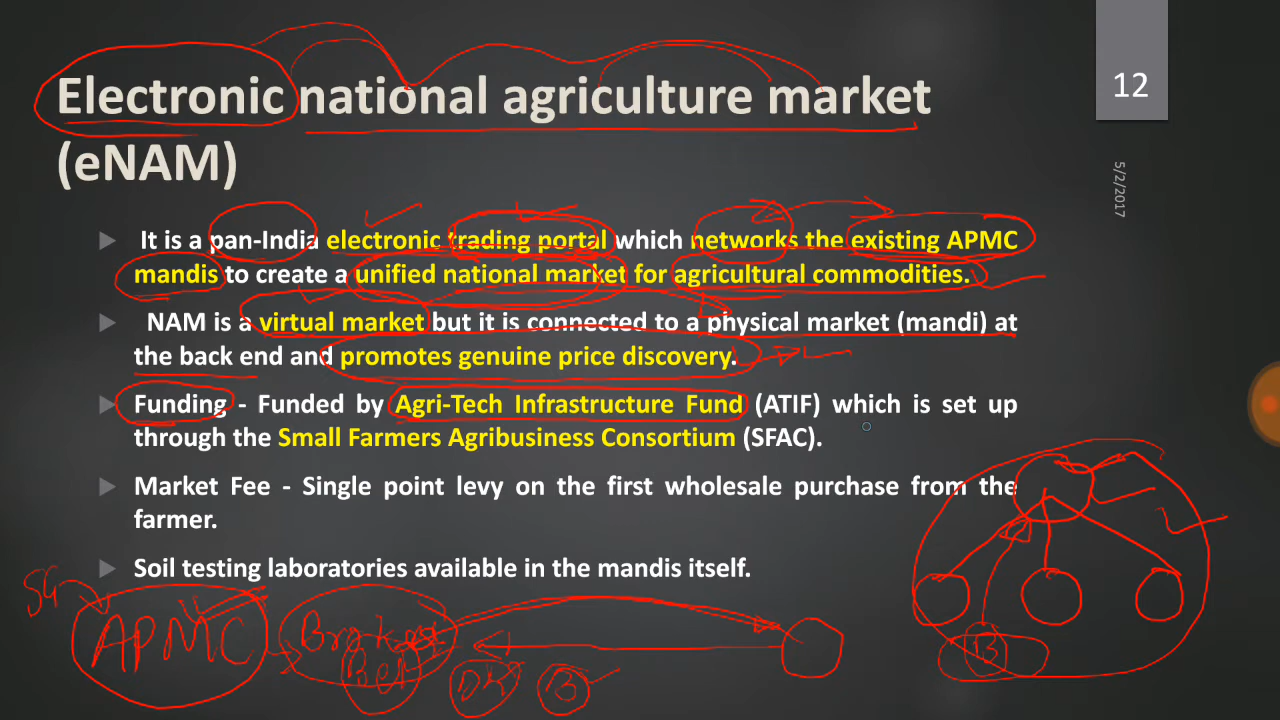 12
Electronic national agriculture market
(eNAM)
5/2/2017
It is a pan-India electronic trading portal which networks the existing APMC
mandis to create a unified national market for agricultural commodities.
NAM is a virtual market but it is connected to a physical market (mandi) at
the back end and promotes genuine price discovery.
Funding - Funded by Agri-Tech Infrastructure Fund (ATIF) which is set up
through the Small Farmers Agribusiness Consortium (SFAC).
Market Fee - Single point levy on the first wholesale purchase from the
farmer.
Soil testing laboratories available in the mandis itself.
APMC
B
B